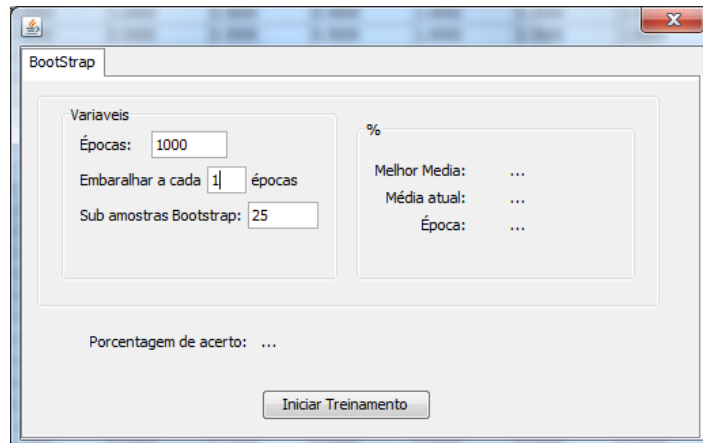 BootStrap
Variaveis
Épocas: 1000
Embaralhar a cada 1 épocas
Sub amostras Bootstrap: 25
%
Melhor Media: ...
Média atual: ...
Época: ...
Porcentagem de acerto: ...
Iniciar Treinamento